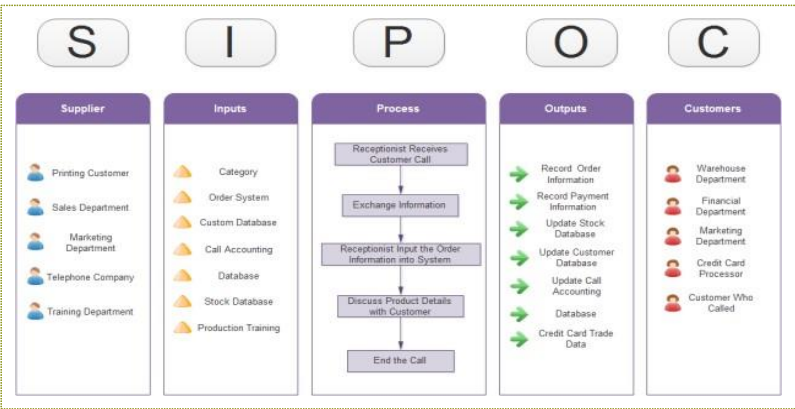 S
I
P
O
C
Supplier
Printing Customer
Sales Department
Marketing
Department
Telephone Company
Training Department
Inputs
Category
Order System
Custom Database
Call Accounting
Database
Stock Database
Production Training
Process
Receptionist Receives
Customer Call
Exchange Information
Receptionist Input the Order
Information into System
Discuss Product Details
with Customer
End the Call
Outputs
Record Order
Information
Record Payment
Information
Update Stock
Database
Update Customer
Database
Update Call
Accounting
Database
Credit Card Trade
Data
Customers
Warehouse
Department
Financial
Department
Marketing
Department
Credit Card
Processor
Customer Who
Called